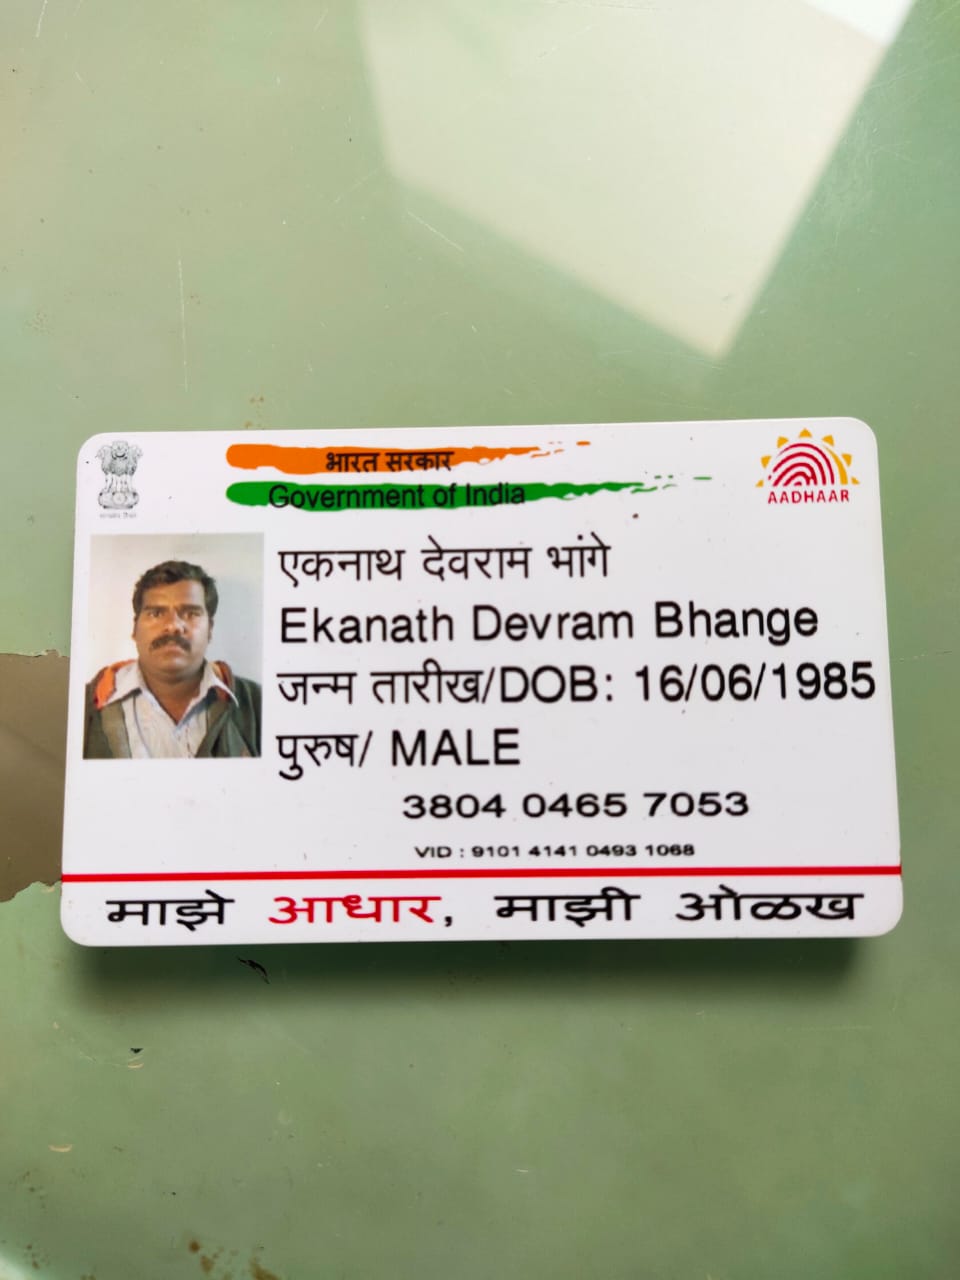 भारत सरकार
Government of India
AADHAAR
एकनाथ देवराम भांगे
Ekanath Devram Bhange
जन्म तारीख/DOB: 16/06/1985
पुरुष/ MALE
3804 0465 7053
VID : 9101 4141 0493 1068
माझे आधार, माझी ओळख